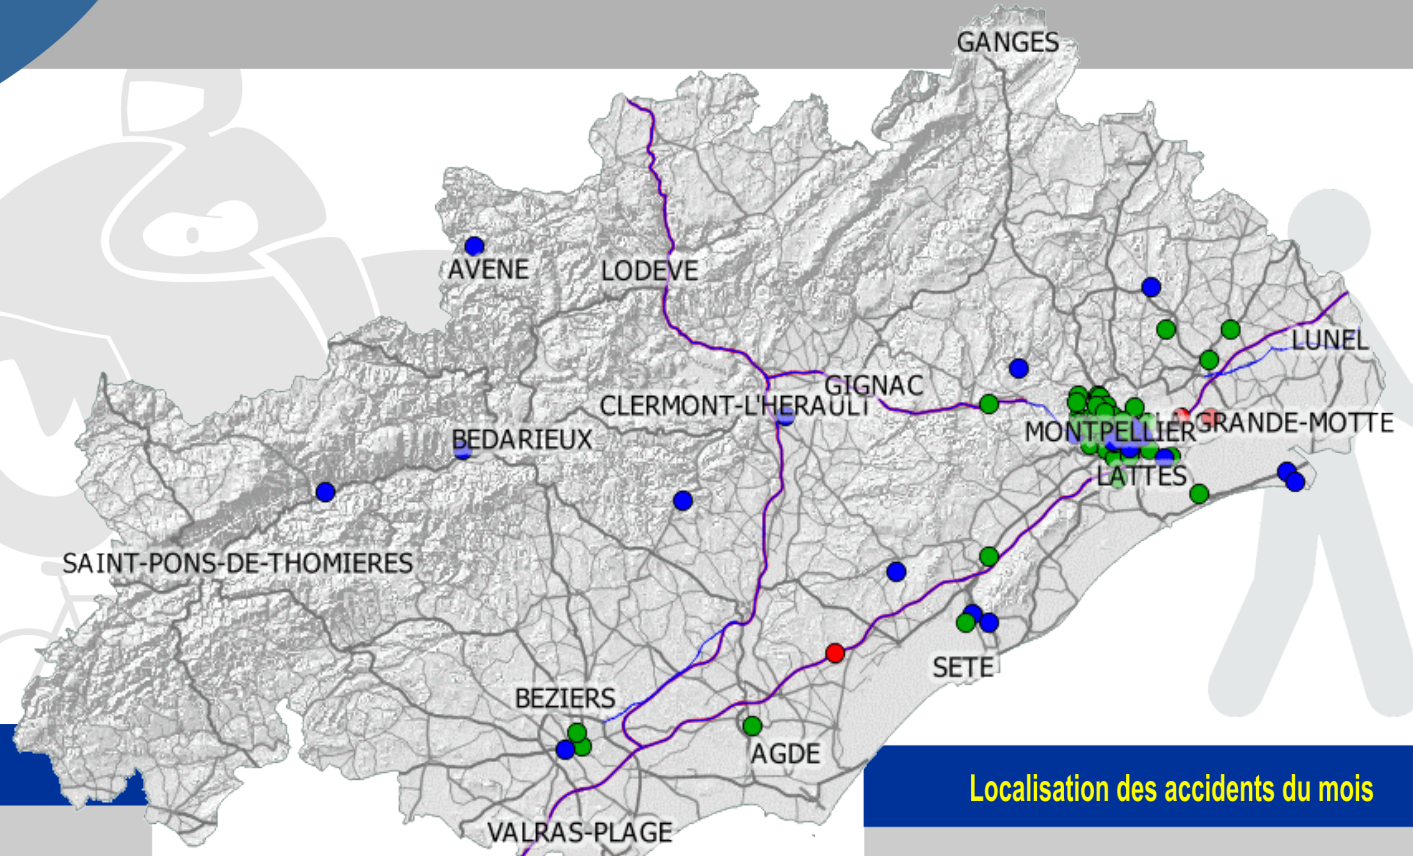 GANGES
AVENE
LODEVE
LUNEL
GIGNAC
CLERMONT-L'HERAULT
GRANDE-MOTTE
MONTPELLIER
BEDARIEUX
LATTES
SAINT-PONS-DE-THOMIERES
SETE
BEZIERS
AGDE
Localisation des accidents du mois
VALRAS-PLAGE